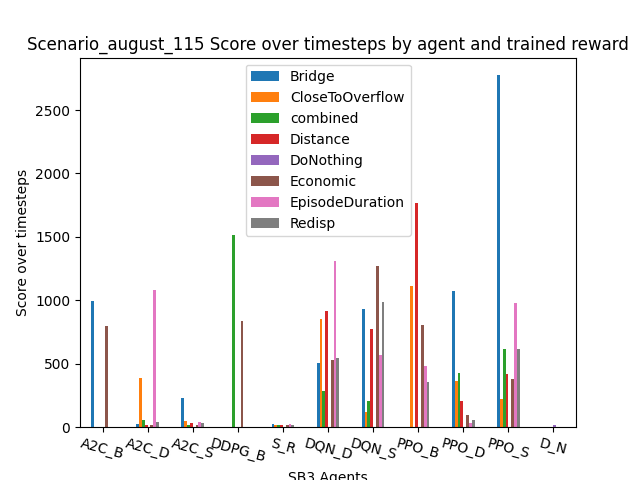 Scenario_august_115 Score over timesteps by agent and trained reward
Bridge
CloseToOverflow
combined
Distance
DoNothing
Economic
EpisodeDuration
Redisp
Score over timesteps
2500
2000
1500
1000
500
0
A2C_B
A2C_D
A2C_S
DDPG_B
S_R
DQN_D
DQN_S
PPO_B
PPO_D
PPO_S
D_N
SB3 Agents